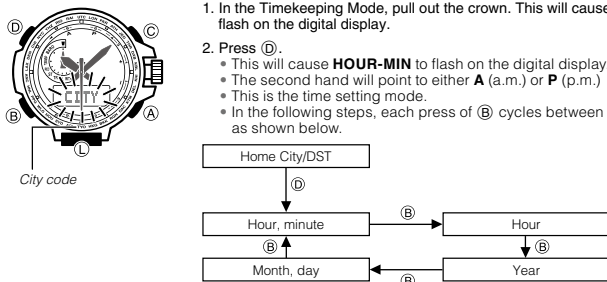 1. In the Timekeeping Mode, pull out the crown. This will cause
flash on the digital display.
2. Press Ⓓ.
• This will cause HOUR-MIN to flash on the digital display
• The second hand will point to either A (a.m.) or P (p.m.)
• This is the time setting mode.
• In the following steps, each press of Ⓑ cycles between
as shown below.
Ⓓ
Ⓒ
CITY
Ⓑ
Ⓐ
Ⓛ
City code
Home City/DST
Ⓓ
Hour, minute
Ⓑ
Hour
Ⓑ
Ⓑ
Month, day
Ⓑ
Year